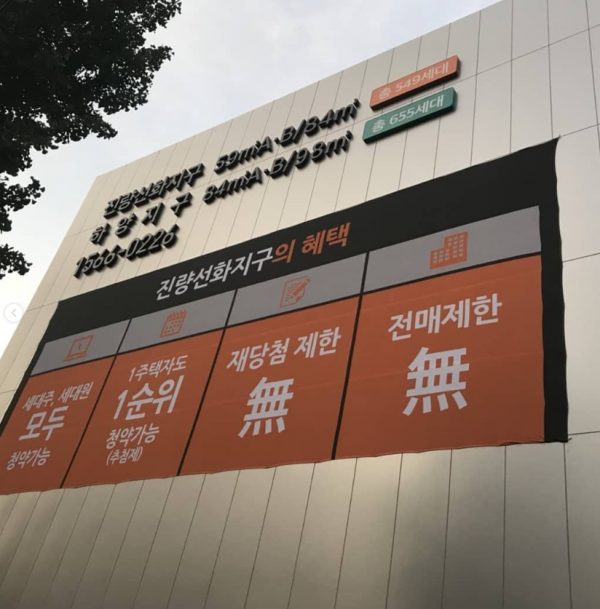 진량선화지구 59㎡A·B/84㎡ 총 549세대
하양지구 84㎡A·B/98㎡ 총 655세대
1566-0226
진량선화지구의 혜택
세대주, 세대원
모두
청약가능
1주택자도
1순위
청약가능
(추첨제)
재당첨 제한
無
전매제한
無